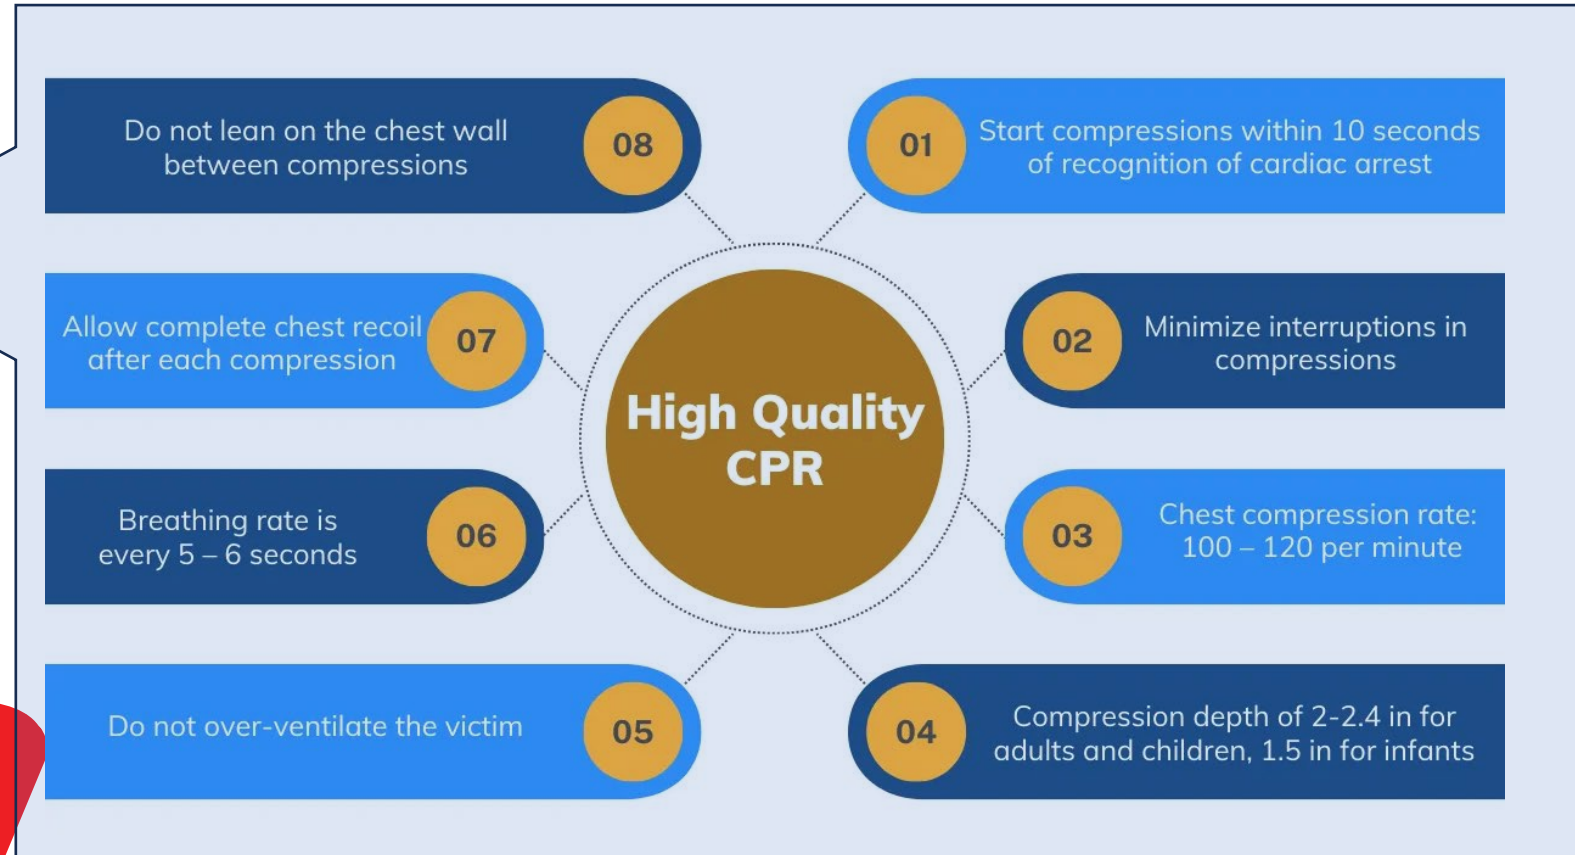 High Quality
CPR
01
Start compressions within 10 seconds
of recognition of cardiac arrest
02
Minimize interruptions in
compressions
03
Chest compression rate:
100 – 120 per minute
04
Compression depth of 2-2.4 in for
adults and children, 1.5 in for infants
05
Do not over-ventilate the victim
06
Breathing rate is
every 5 – 6 seconds
07
Allow complete chest recoil
after each compression
08
Do not lean on the chest wall
between compressions